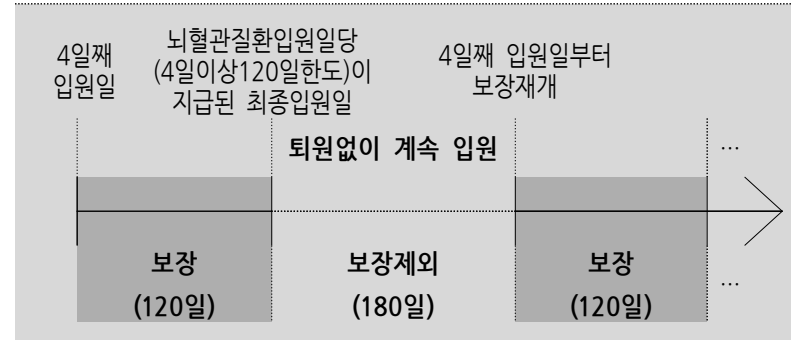 4일째
입원일
뇌혈관질환입원일당
(4일이상120일한도)이
지급된 최종입원일
4일째 입원일부터
보장재개
퇴원없이 계속 입원
…
보장
(120일)
보장제외
(180일)
보장
(120일)
…